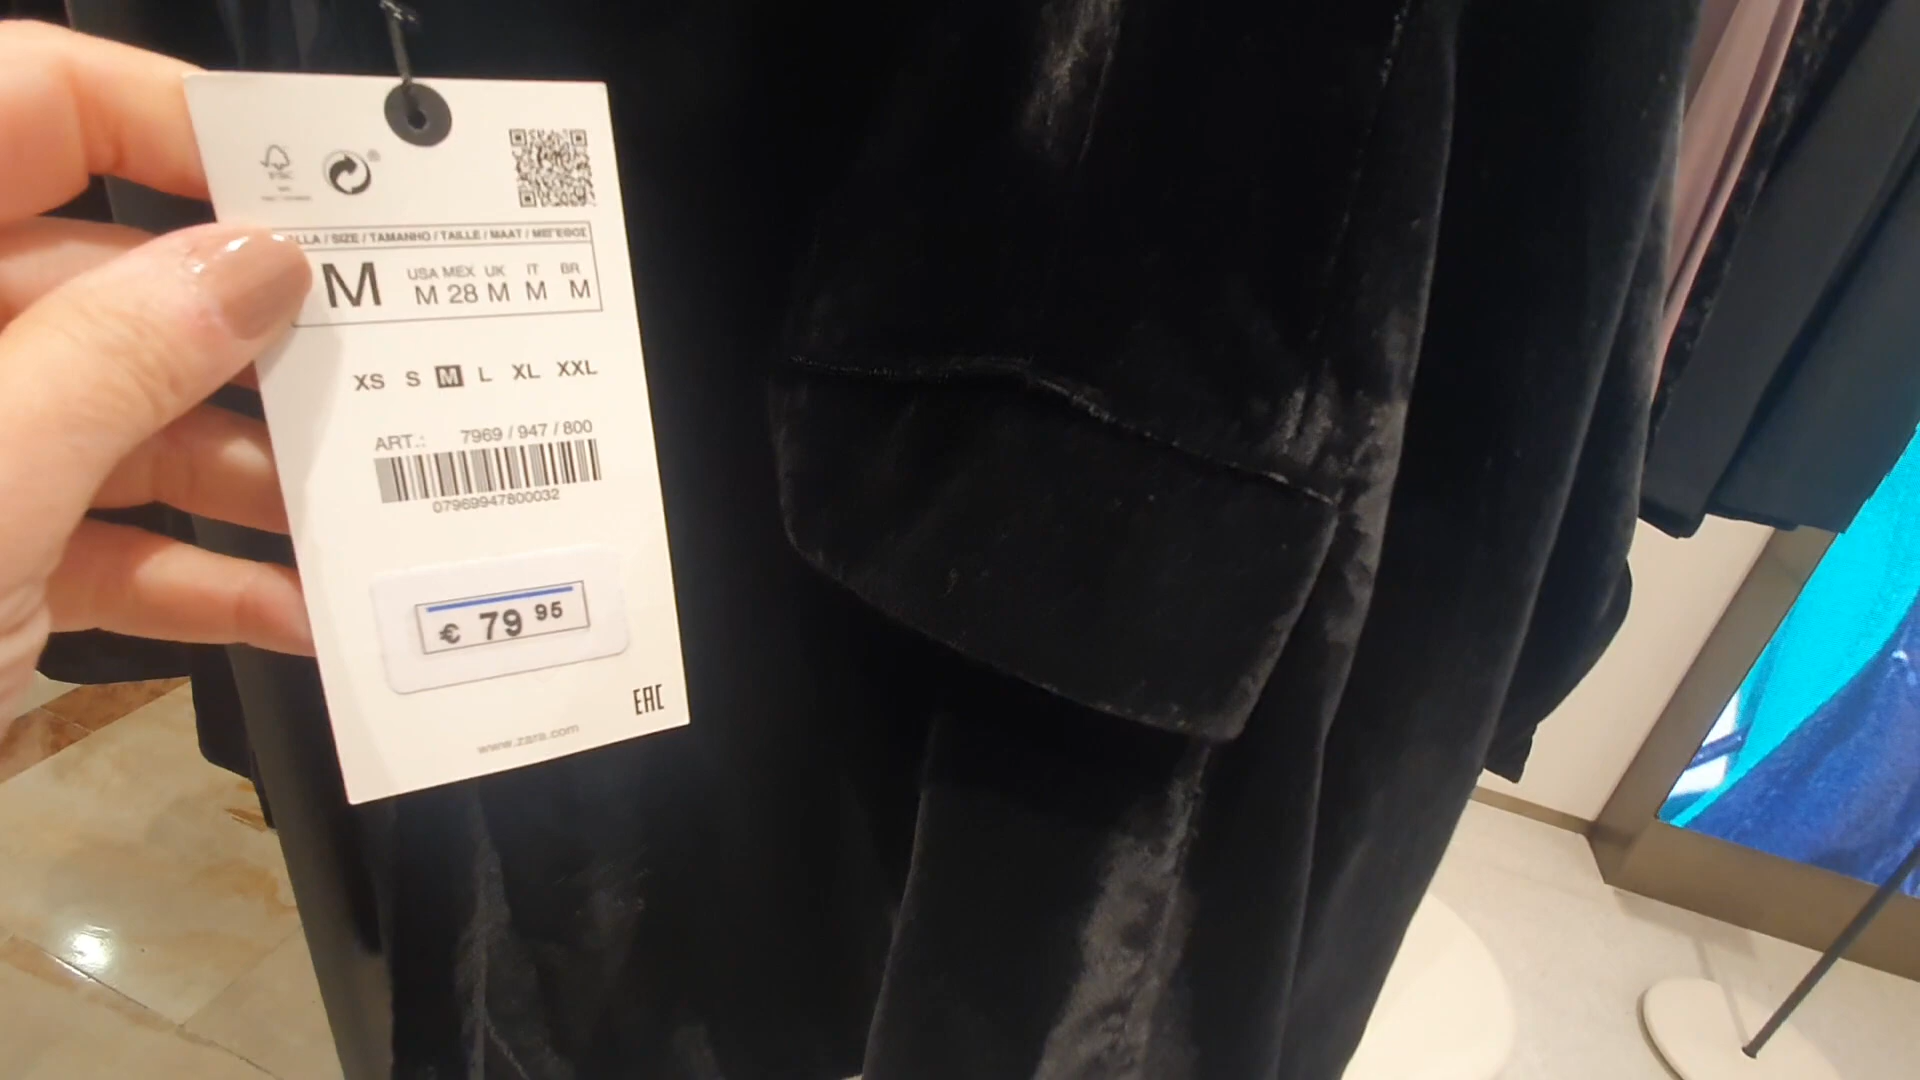 LLA / SIZE / TAMANHO / TAILLE / MAAT / ΜΕΓΕΘΟΣ
M
USA MEX UK IT BR
M 28 M M M
XS S M L XL XXL
ART.: 7969 / 947 / 800
07969947800032
€ 79 95
EAC
www.zara.com